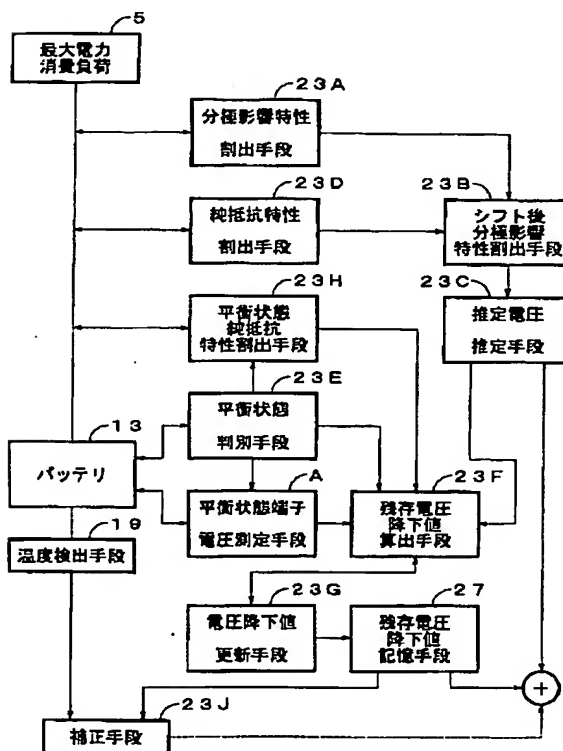 5
最大電力
消費負荷
23A
分極影響特性
割出手段
23D
純抵抗特性
割出手段
23B
シフト後
分極影響
特性割出手段
23H
平衡状態
純抵抗
特性割出手段
23C
推定電圧
推定手段
23E
平衡状態
判別手段
13
バッテリ
A
平衡状態端子
電圧測定手段
23F
残存電圧
降下値
算出手段
19
温度検出手段
23G
電圧降下値
更新手段
27
残存電圧
降下値
記憶手段
+
23J
補正手段